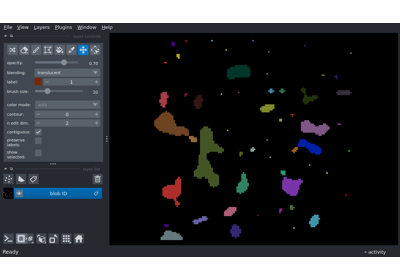 File View Layers Plugins Window Help
opacity: 0.70
blending: translucent
label: 1
brush size: 10
color mode:
contour: 0
n edit dim: 2
contiguous:
preserve labels:
show selected:
blob ID
Ready
activity